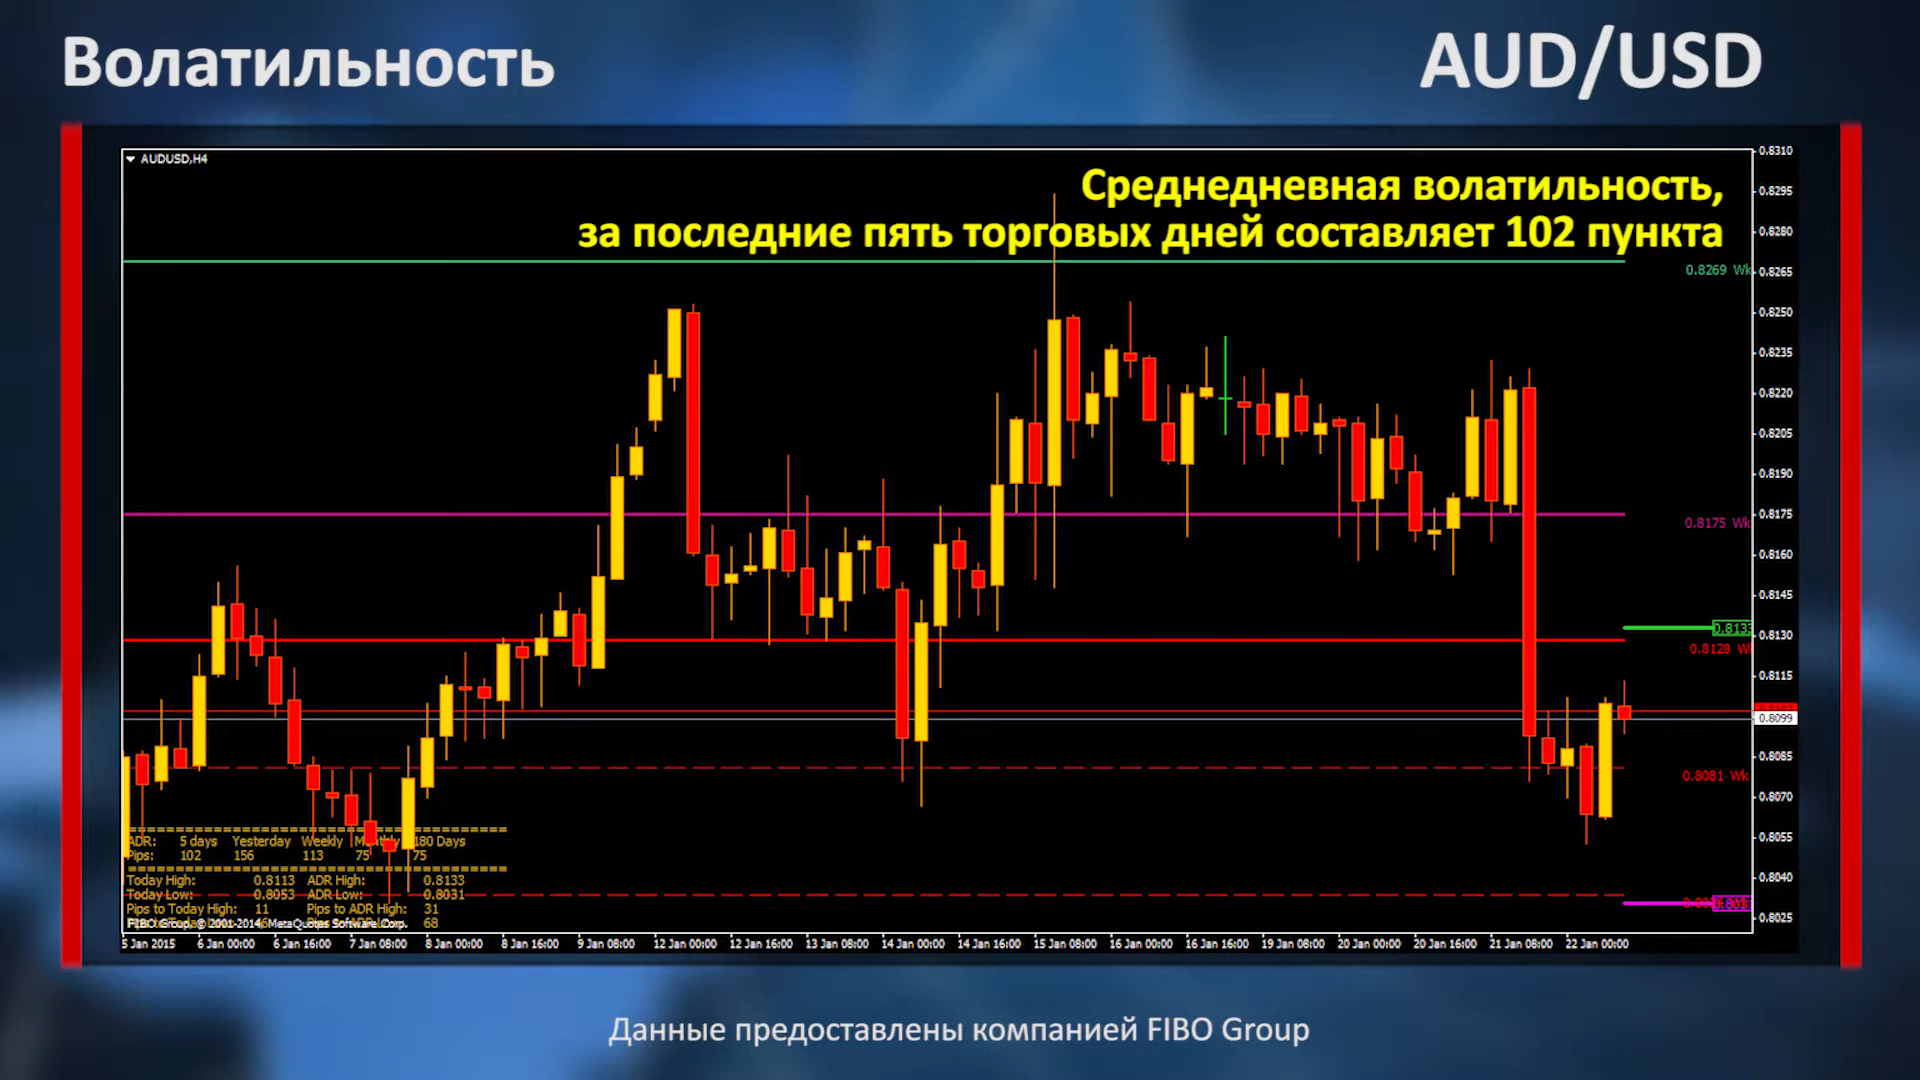 Волатильность
AUD/USD
AUDUSD,H4
Среднедневная волатильность,
за последние пять торговых дней составляет 102 пункта
0.8310
0.8295
0.8280
0.8269 Wk
0.8265
0.8250
0.8235
0.8220
0.8205
0.8190
0.8175
0.8175 Wk
0.8160
0.8145
0.8133
0.8130
0.8128 W
0.8115
0.8099
0.8085
0.8081 Wk
0.8070
0.8055
0.8040
0.8025
ADR: 5 days Yesterday Weekly Monthly 180 Days
Pips: 102 156 113 75 75
Today High: 0.8113 ADR High: 0.8133
Today Low: 0.8053 ADR Low: 0.8031
Pips to Today High: 11 Pips to ADR High: 31
68
FIBO Group, © 2001-2014, MetaQuotes Software Corp.
5 Jan 2015 6 Jan 00:00 6 Jan 16:00 7 Jan 08:00 8 Jan 00:00 8 Jan 16:00 9 Jan 08:00 12 Jan 00:00 12 Jan 16:00 13 Jan 08:00 14 Jan 00:00 14 Jan 16:00 15 Jan 08:00 16 Jan 00:00 16 Jan 16:00 19 Jan 08:00 20 Jan 00:00 20 Jan 16:00 21 Jan 08:00 22 Jan 00:00
Данные предоставлены компанией FIBO Group